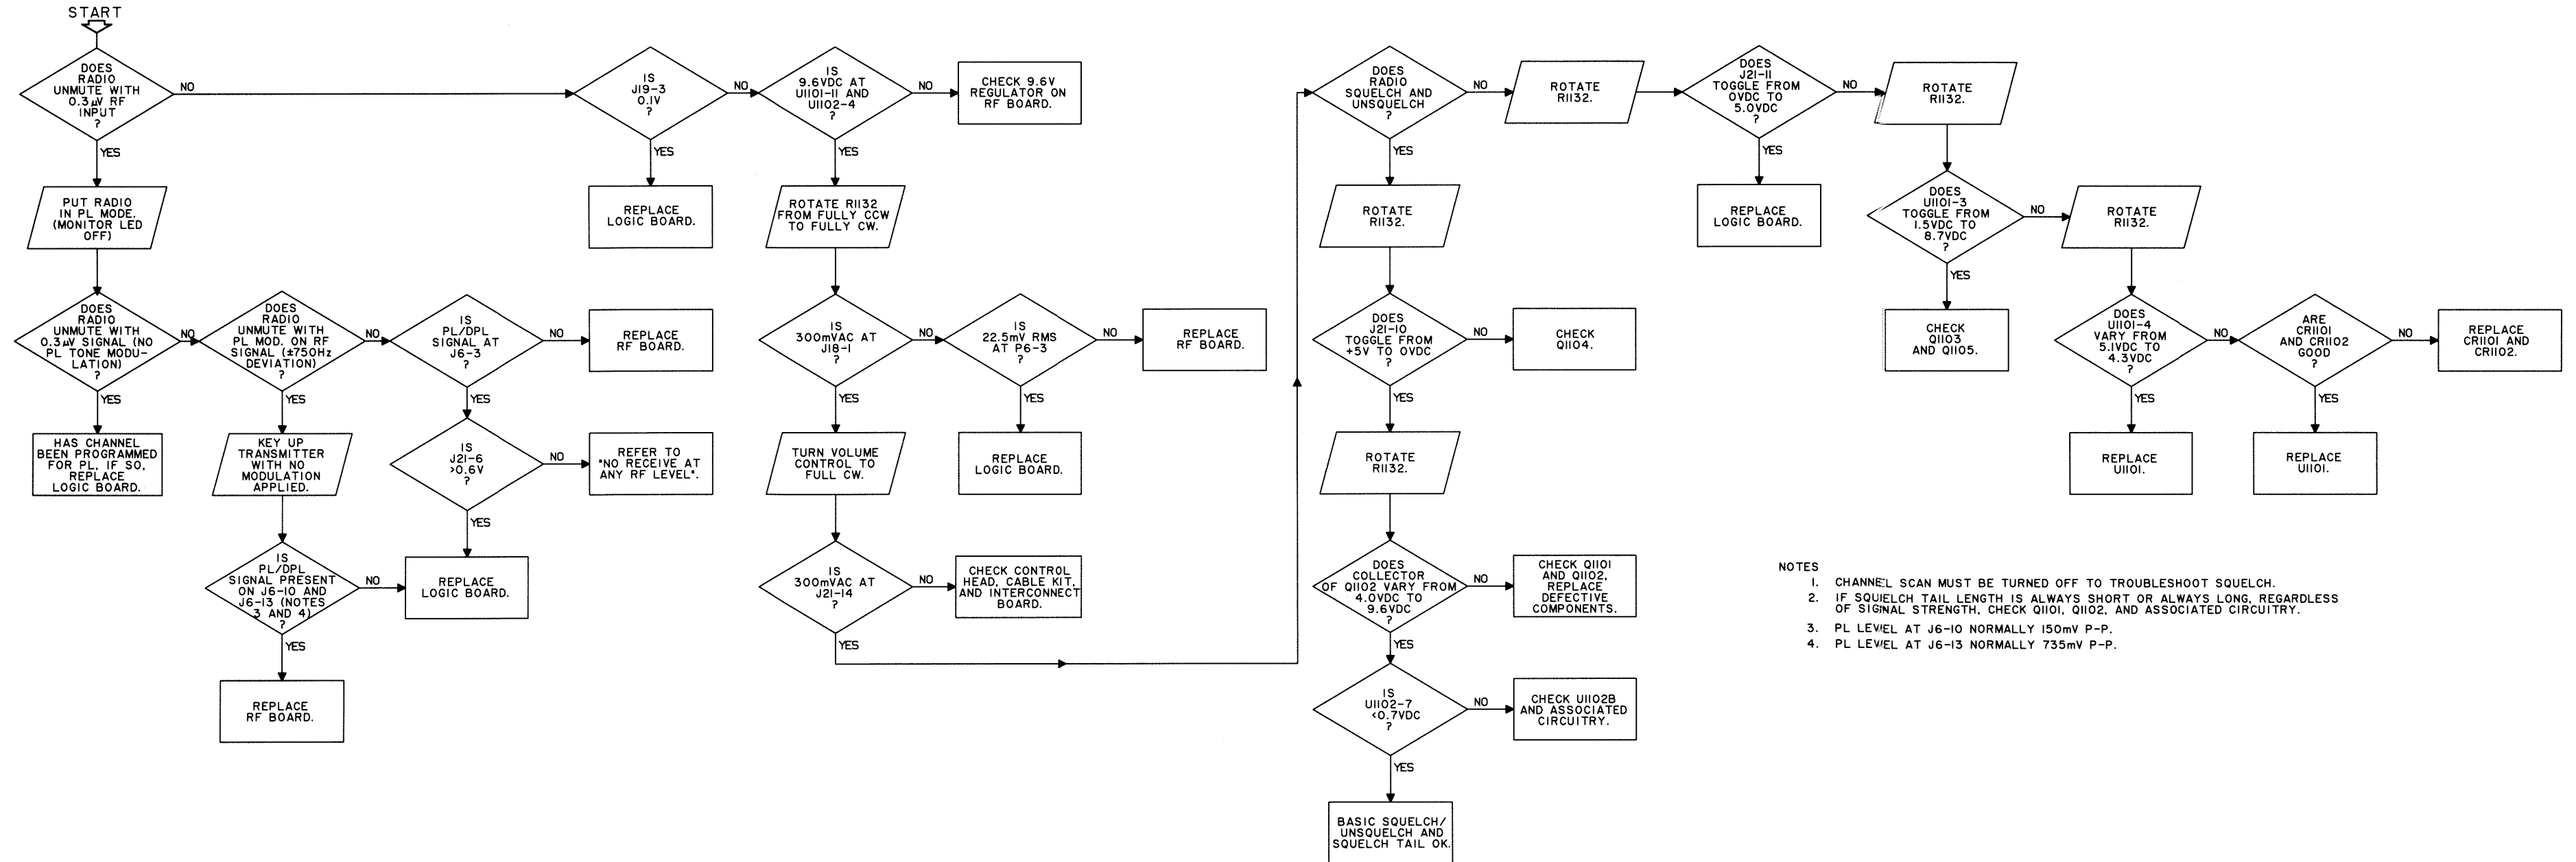 START
DOES
RADIO
UNMUTE WITH
0.3µV RF
INPUT
?
NO
YES
PUT RADIO
IN PL MODE.
(MONITOR LED
OFF)
DOES
RADIO
UNMUTE WITH
0.3µV SIGNAL (NO
PL TONE MODU-
LATION)
?
NO
YES
HAS CHANNEL
BEEN PROGRAMMED
FOR PL, IF SO,
REPLACE
LOGIC BOARD.
DOES
RADIO
UNMUTE WITH
PL MOD. ON RF
SIGNAL (±750Hz
DEVIATION)
?
NO
YES
KEY UP
TRANSMITTER
WITH NO
MODULATION
APPLIED.
IS
PL/DPL
SIGNAL PRESENT
ON J6-10 AND
J6-13 (NOTES
3 AND 4)
?
NO
YES
REPLACE
RF BOARD.
IS
PL/DPL
SIGNAL AT
J6-3
?
NO
REPLACE
RF BOARD.
YES
IS
J21-6
>0.6V
?
NO
REFER TO
"NO RECEIVE AT
ANY RF LEVEL".
YES
REPLACE
LOGIC BOARD.
IS
J19-3
0.1V
?
NO
YES
REPLACE
LOGIC BOARD.
IS
9.6VDC AT
U1101-11 AND
U1102-4
?
NO
CHECK 9.6V
REGULATOR ON
RF BOARD.
YES
ROTATE R1132
FROM FULLY CCW
TO FULLY CW.
IS
300mVAC AT
J18-1
?
NO
IS
22.5mV RMS
AT P6-3
?
NO
REPLACE
RF BOARD.
YES
REPLACE
LOGIC BOARD.
YES
TURN VOLUME
CONTROL TO
FULL CW.
IS
300mVAC AT
J21-14
?
NO
CHECK CONTROL
HEAD, CABLE KIT,
AND INTERCONNECT
BOARD.
YES
DOES
RADIO
SQUELCH AND
UNSQUELCH
?
NO
YES
ROTATE
R1132.
DOES
J21-10
TOGGLE FROM
+5V TO 0VDC
?
NO
CHECK
Q1104.
YES
ROTATE
R1132.
DOES
COLLECTOR
OF Q1102 VARY FROM
4.0VDC TO
9.6VDC
?
NO
CHECK Q1101
AND Q1102,
REPLACE
DEFECTIVE
COMPONENTS.
YES
IS
U1102-7
<0.7VDC
?
NO
CHECK U1102B
AND ASSOCIATED
CIRCUITRY.
YES
BASIC SQUELCH/
UNSQUELCH AND
SQUELCH TAIL OK.
ROTATE
R1132.
DOES
J21-11
TOGGLE FROM
0VDC TO
5.0VDC
?
NO
YES
REPLACE
LOGIC BOARD.
ROTATE
R1132.
DOES
U1101-3
TOGGLE FROM
1.5VDC TO
8.7VDC
?
NO
YES
CHECK
Q1103
AND Q1105.
ROTATE
R1132.
DOES
U1101-4
VARY FROM
5.1VDC TO
4.3VDC
?
NO
YES
REPLACE
U1101.
ARE
CR1101
AND CR1102
GOOD
?
NO
REPLACE
CR1101 AND
CR1102.
YES
REPLACE
U1101.
NOTES
1. CHANNEL SCAN MUST BE TURNED OFF TO TROUBLESHOOT SQUELCH.
2. IF SQUELCH TAIL LENGTH IS ALWAYS SHORT OR ALWAYS LONG, REGARDLESS
OF SIGNAL STRENGTH, CHECK Q1101, Q1102, AND ASSOCIATED CIRCUITRY.
3. PL LEVEL AT J6-10 NORMALLY 150mV P-P.
4. PL LEVEL AT J6-13 NORMALLY 735mV P-P.